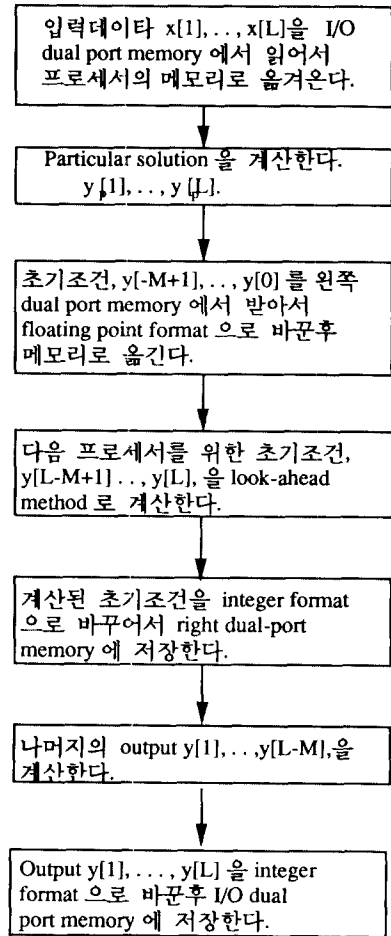 입력데이타 x[1],..,x[L]을 I/O
dual port memory 에서 읽어서
프로세서의 메모리로 옮겨온다.
Particular solution 을 계산한다.
y p[1],..,y p[L].
초기조건, y[-M+1],..,y[0] 를 왼쪽
dual port memory 에서 받아서
floating point format 으로 바꾼후
메모리로 옮긴다.
다음 프로세서를 위한 초기조건,
y[L-M+1] ..,y[L], 을 look-ahead
method 로 계산한다.
계산된 초기조건을 integer format
으로 바꾸어서 right dual-port
memory 에 저장한다.
나머지의 output y[1],..,y[L-M],을
계산한다.
Output y[1],...,y[L] 을 integer
format 으로 바꾼후 I/O dual
port memory 에 저장한다.